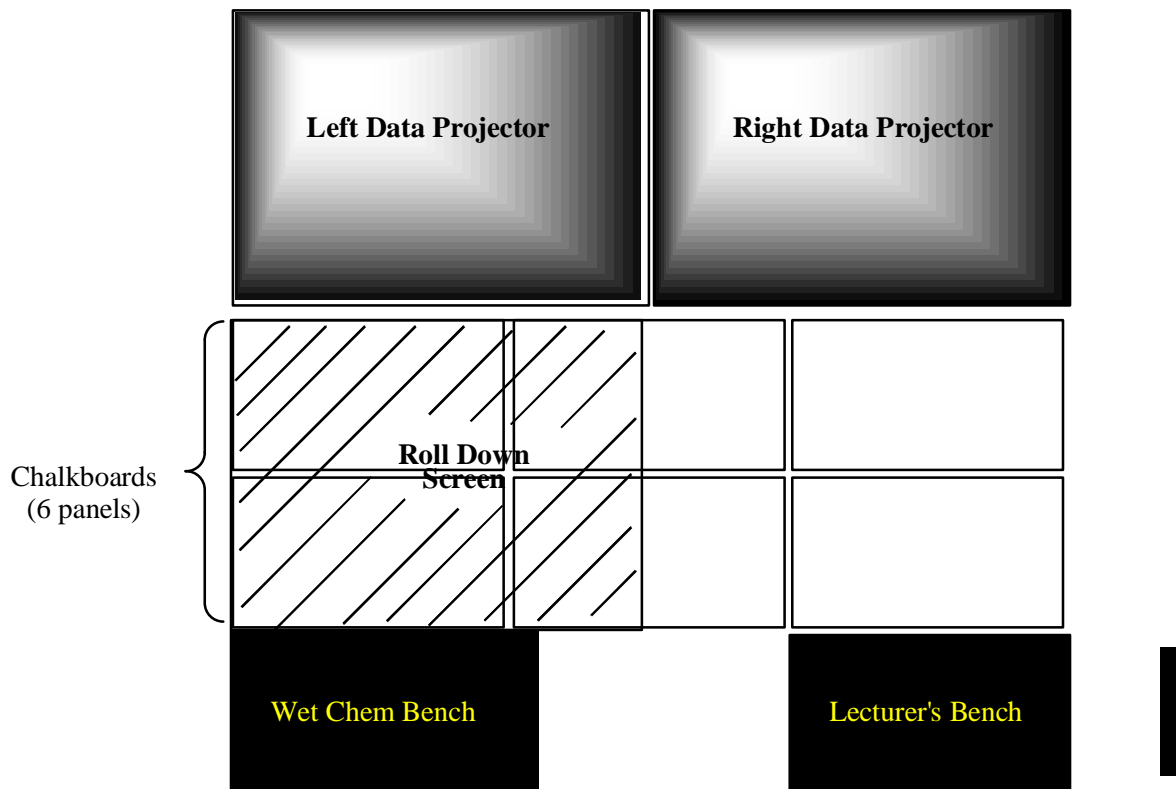 Left Data Projector
Right Data Projector
Roll Down
Screen
Chalkboards
(6 panels)
Wet Chem Bench
Lecturer's Bench